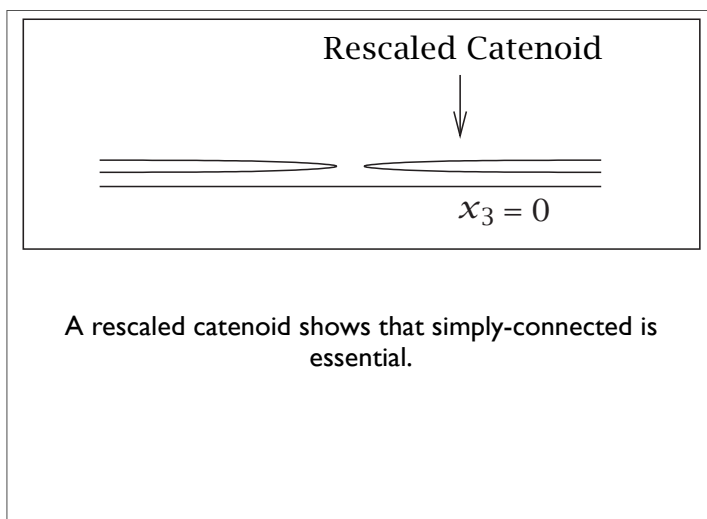 Rescaled Catenoid
x₃ = 0
A rescaled catenoid shows that simply-connected is
essential.